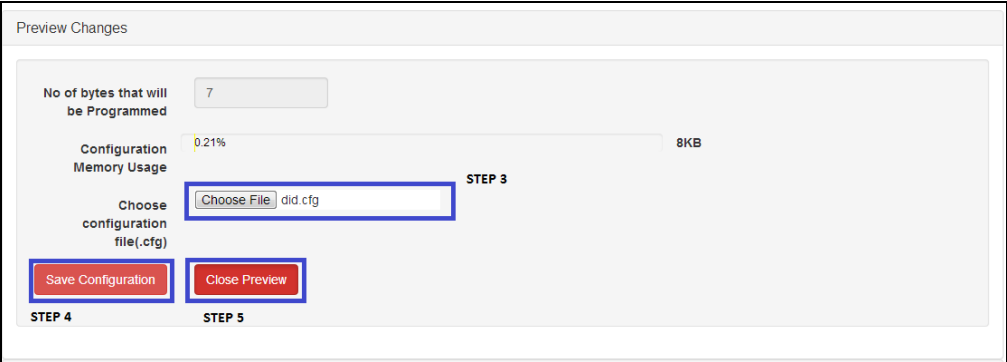 Preview Changes
No of bytes that will
be Programmed
7
Configuration
Memory Usage
0.21%
8KB
STEP 3
Choose
configuration
file(.cfg)
Choose File did.cfg
Save Configuration
Close Preview
STEP 4
STEP 5